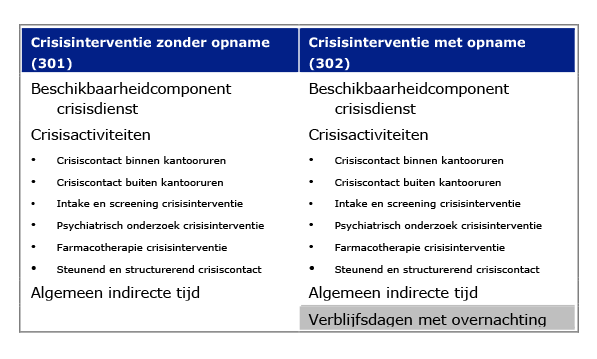 Crisisinterventie zonder opname
(301)
Beschikbaarheidcomponent
crisisdienst
Crisisactiviteiten
• Crisiscontact binnen kantooruren
• Crisiscontact buiten kantooruren
• Intake en screening crisisinterventie
• Psychiatrisch onderzoek crisisinterventie
• Farmacotherapie crisisinterventie
• Steunend en structurerend crisiscontact
Algemeen indirecte tijd
Crisisinterventie met opname
(302)
Beschikbaarheidcomponent
crisisdienst
Crisisactiviteiten
• Crisiscontact binnen kantooruren
• Crisiscontact buiten kantooruren
• Intake en screening crisisinterventie
• Psychiatrisch onderzoek crisisinterventie
• Farmacotherapie crisisinterventie
• Steunend en structurerend crisiscontact
Algemeen indirecte tijd
Verblijfsdagen met overnachting